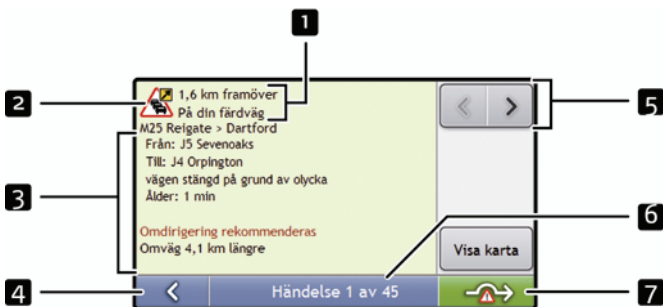 1
2
1,6 km framöver
På din färdväg
5
M25 Reigate > Dartford
Från: J5 Sevenoaks
Till: J4 Orpington
vägen stängd på grund av olycka
Ålder: 1 min
3
6
Omdirigering rekommenderas
Omväg 4,1 km längre
Visa karta
4
Händelse 1 av 45
7